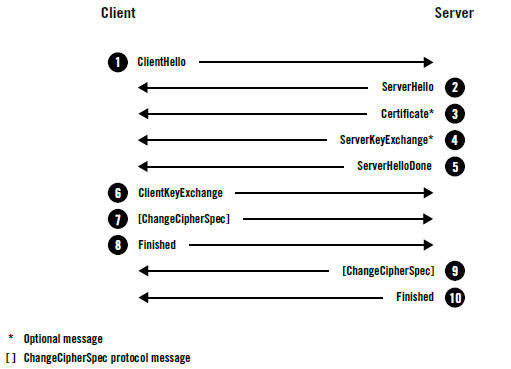 Client Server
1 ClientHello
ServerHello 2
Certificate* 3
ServerKeyExchange* 4
ServerHelloDone 5
6 ClientKeyExchange
7 [ChangeCipherSpec]
8 Finished
[ChangeCipherSpec] 9
Finished 10
* Optional message
[ ] ChangeCipherSpec protocol message